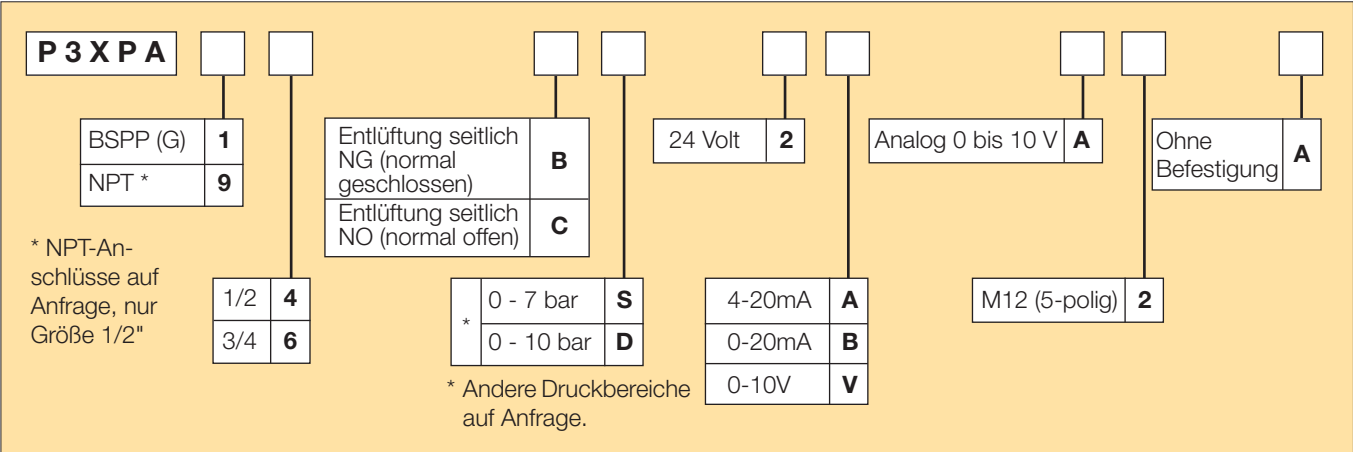 P 3 X P A
BSPP (G) 1
NPT * 9
* NPT-An-
schlüsse auf
Anfrage, nur
Größe 1/2"
1/2 4
3/4 6
Entlüftung seitlich
NG (normal
geschlossen)
B
Entlüftung seitlich
NO (normal offen)
C
*
0 - 7 bar S
0 - 10 bar D
* Andere Druckbereiche
auf Anfrage.
24 Volt 2
4-20mA A
0-20mA B
0-10V V
Analog 0 bis 10 V A
M12 (5-polig) 2
Ohne
Befestigung
A